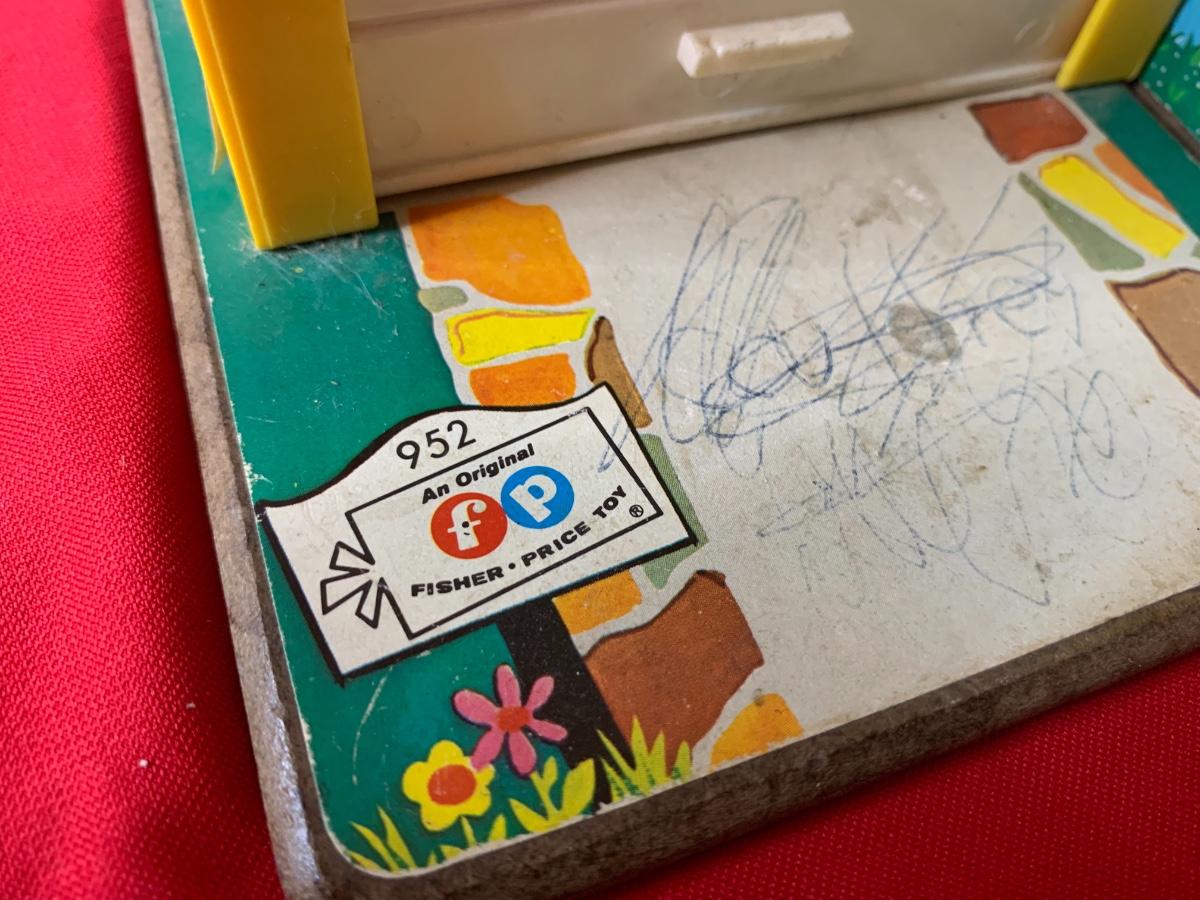 952
An Original
fp
FISHER · PRICE TOY ®